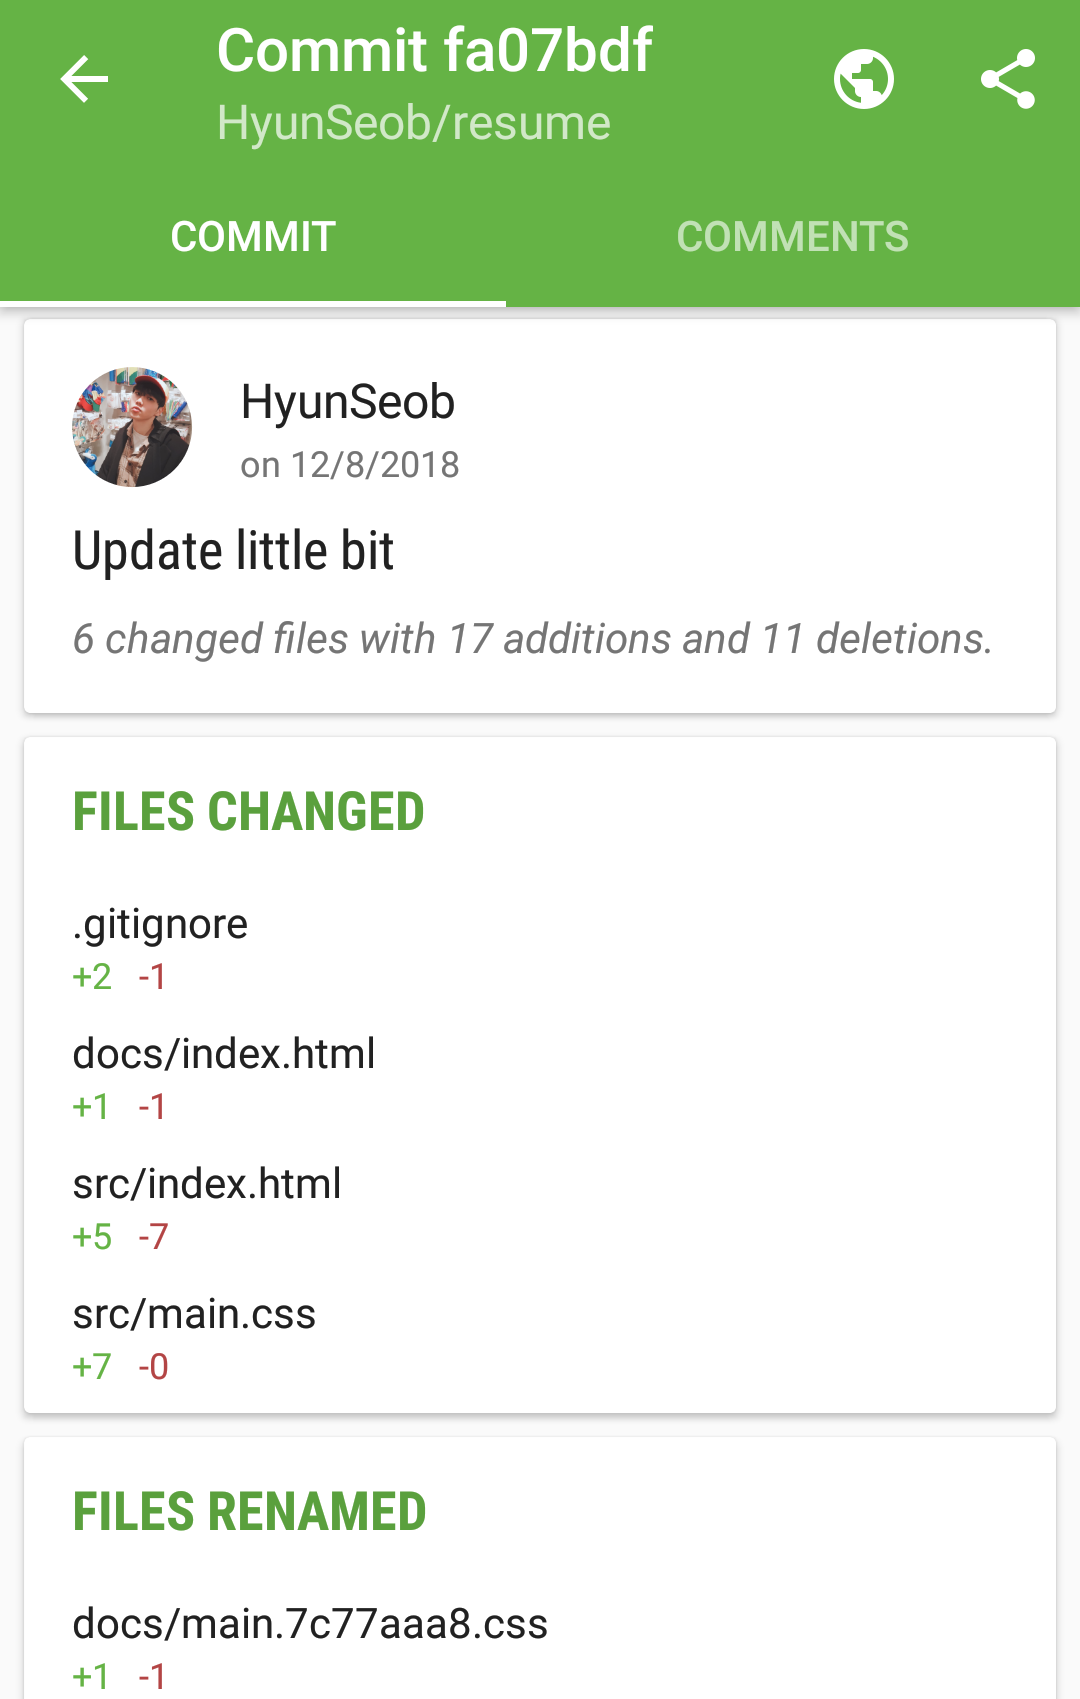 Commit fa07bdf
HyunSeob/resume
COMMIT
COMMENTS
HyunSeob
on 12/8/2018
Update little bit
6 changed files with 17 additions and 11 deletions.
FILES CHANGED
.gitignore
+2 -1
docs/index.html
+1 -1
src/index.html
+5 -7
src/main.css
+7 -0
FILES RENAMED
docs/main.7c77aaa8.css
+1 -1